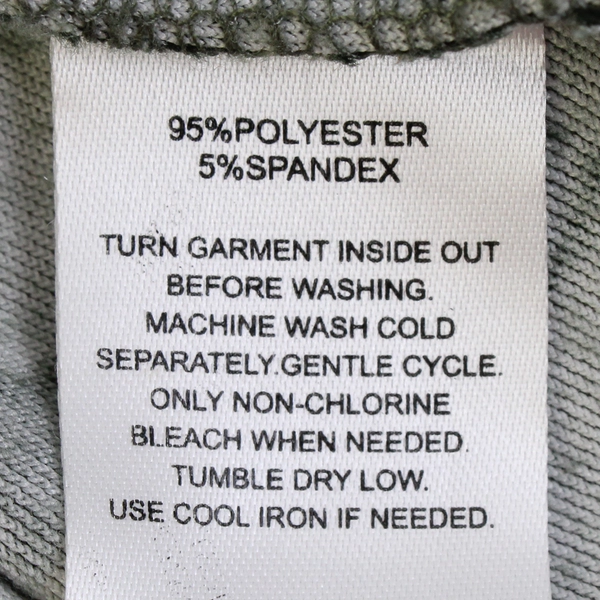 95%POLYESTER
5%SPANDEX
TURN GARMENT INSIDE OUT
BEFORE WASHING.
MACHINE WASH COLD
SEPARATELY.GENTLE CYCLE.
ONLY NON-CHLORINE
BLEACH WHEN NEEDED.
TUMBLE DRY LOW.
USE COOL IRON IF NEEDED.